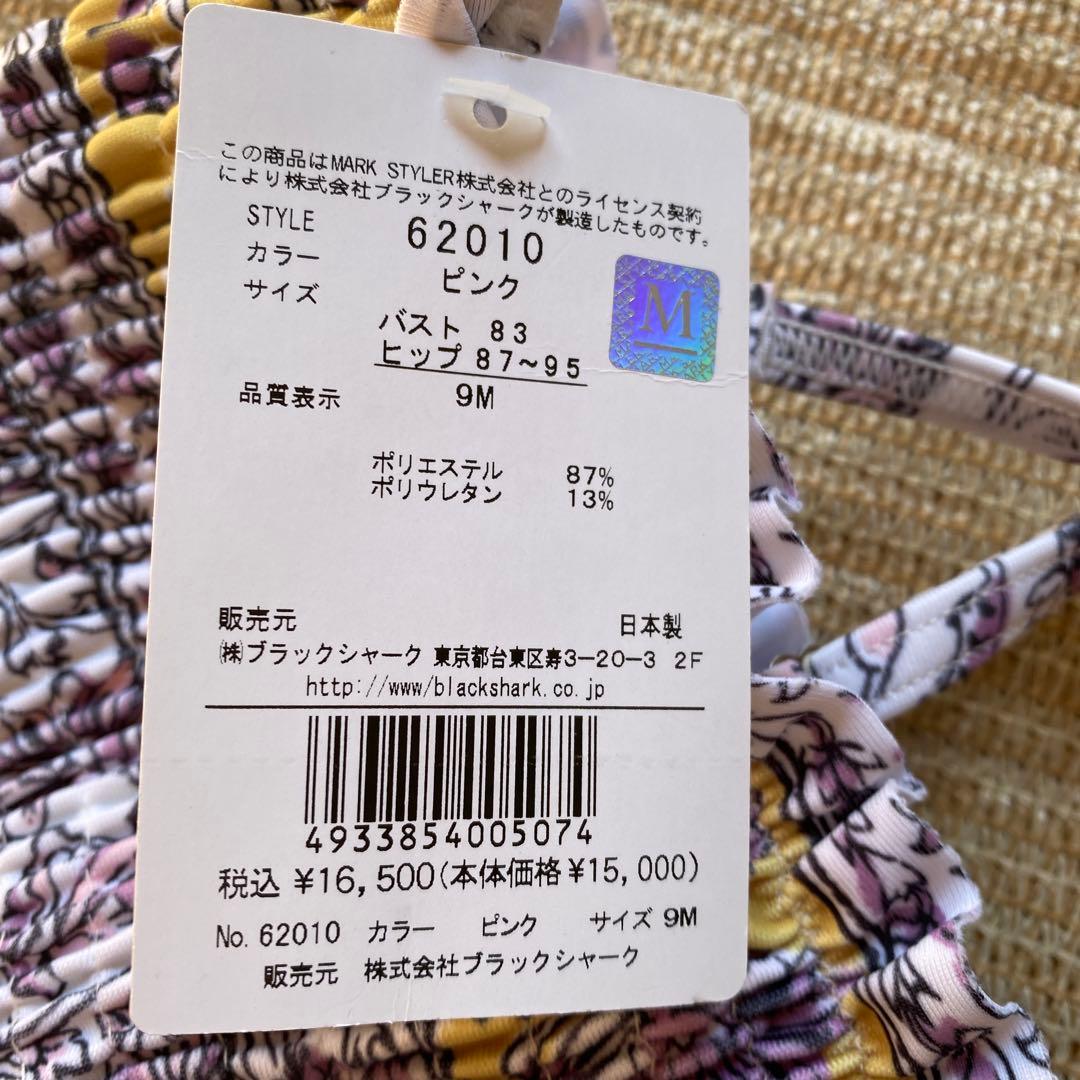 この商品はMARK STYLER株式会社とのライセンス契約
により株式会社ブラックシャークが製造したものです。
STYLE 62010
カラー ピンク
サイズ
バスト 83
ヒップ 87~95
M
品質表示 9M
ポリエステル 87%
ポリウレタン 13%
販売元 日本製
㈱ブラックシャーク 東京都台東区寿3-20-3 2F
http://www/blackshark.co.jp
4933854005074
税込 ¥16,500(本体価格¥15,000)
No. 62010 カラー ピンク サイズ 9M
販売元 株式会社ブラックシャーク